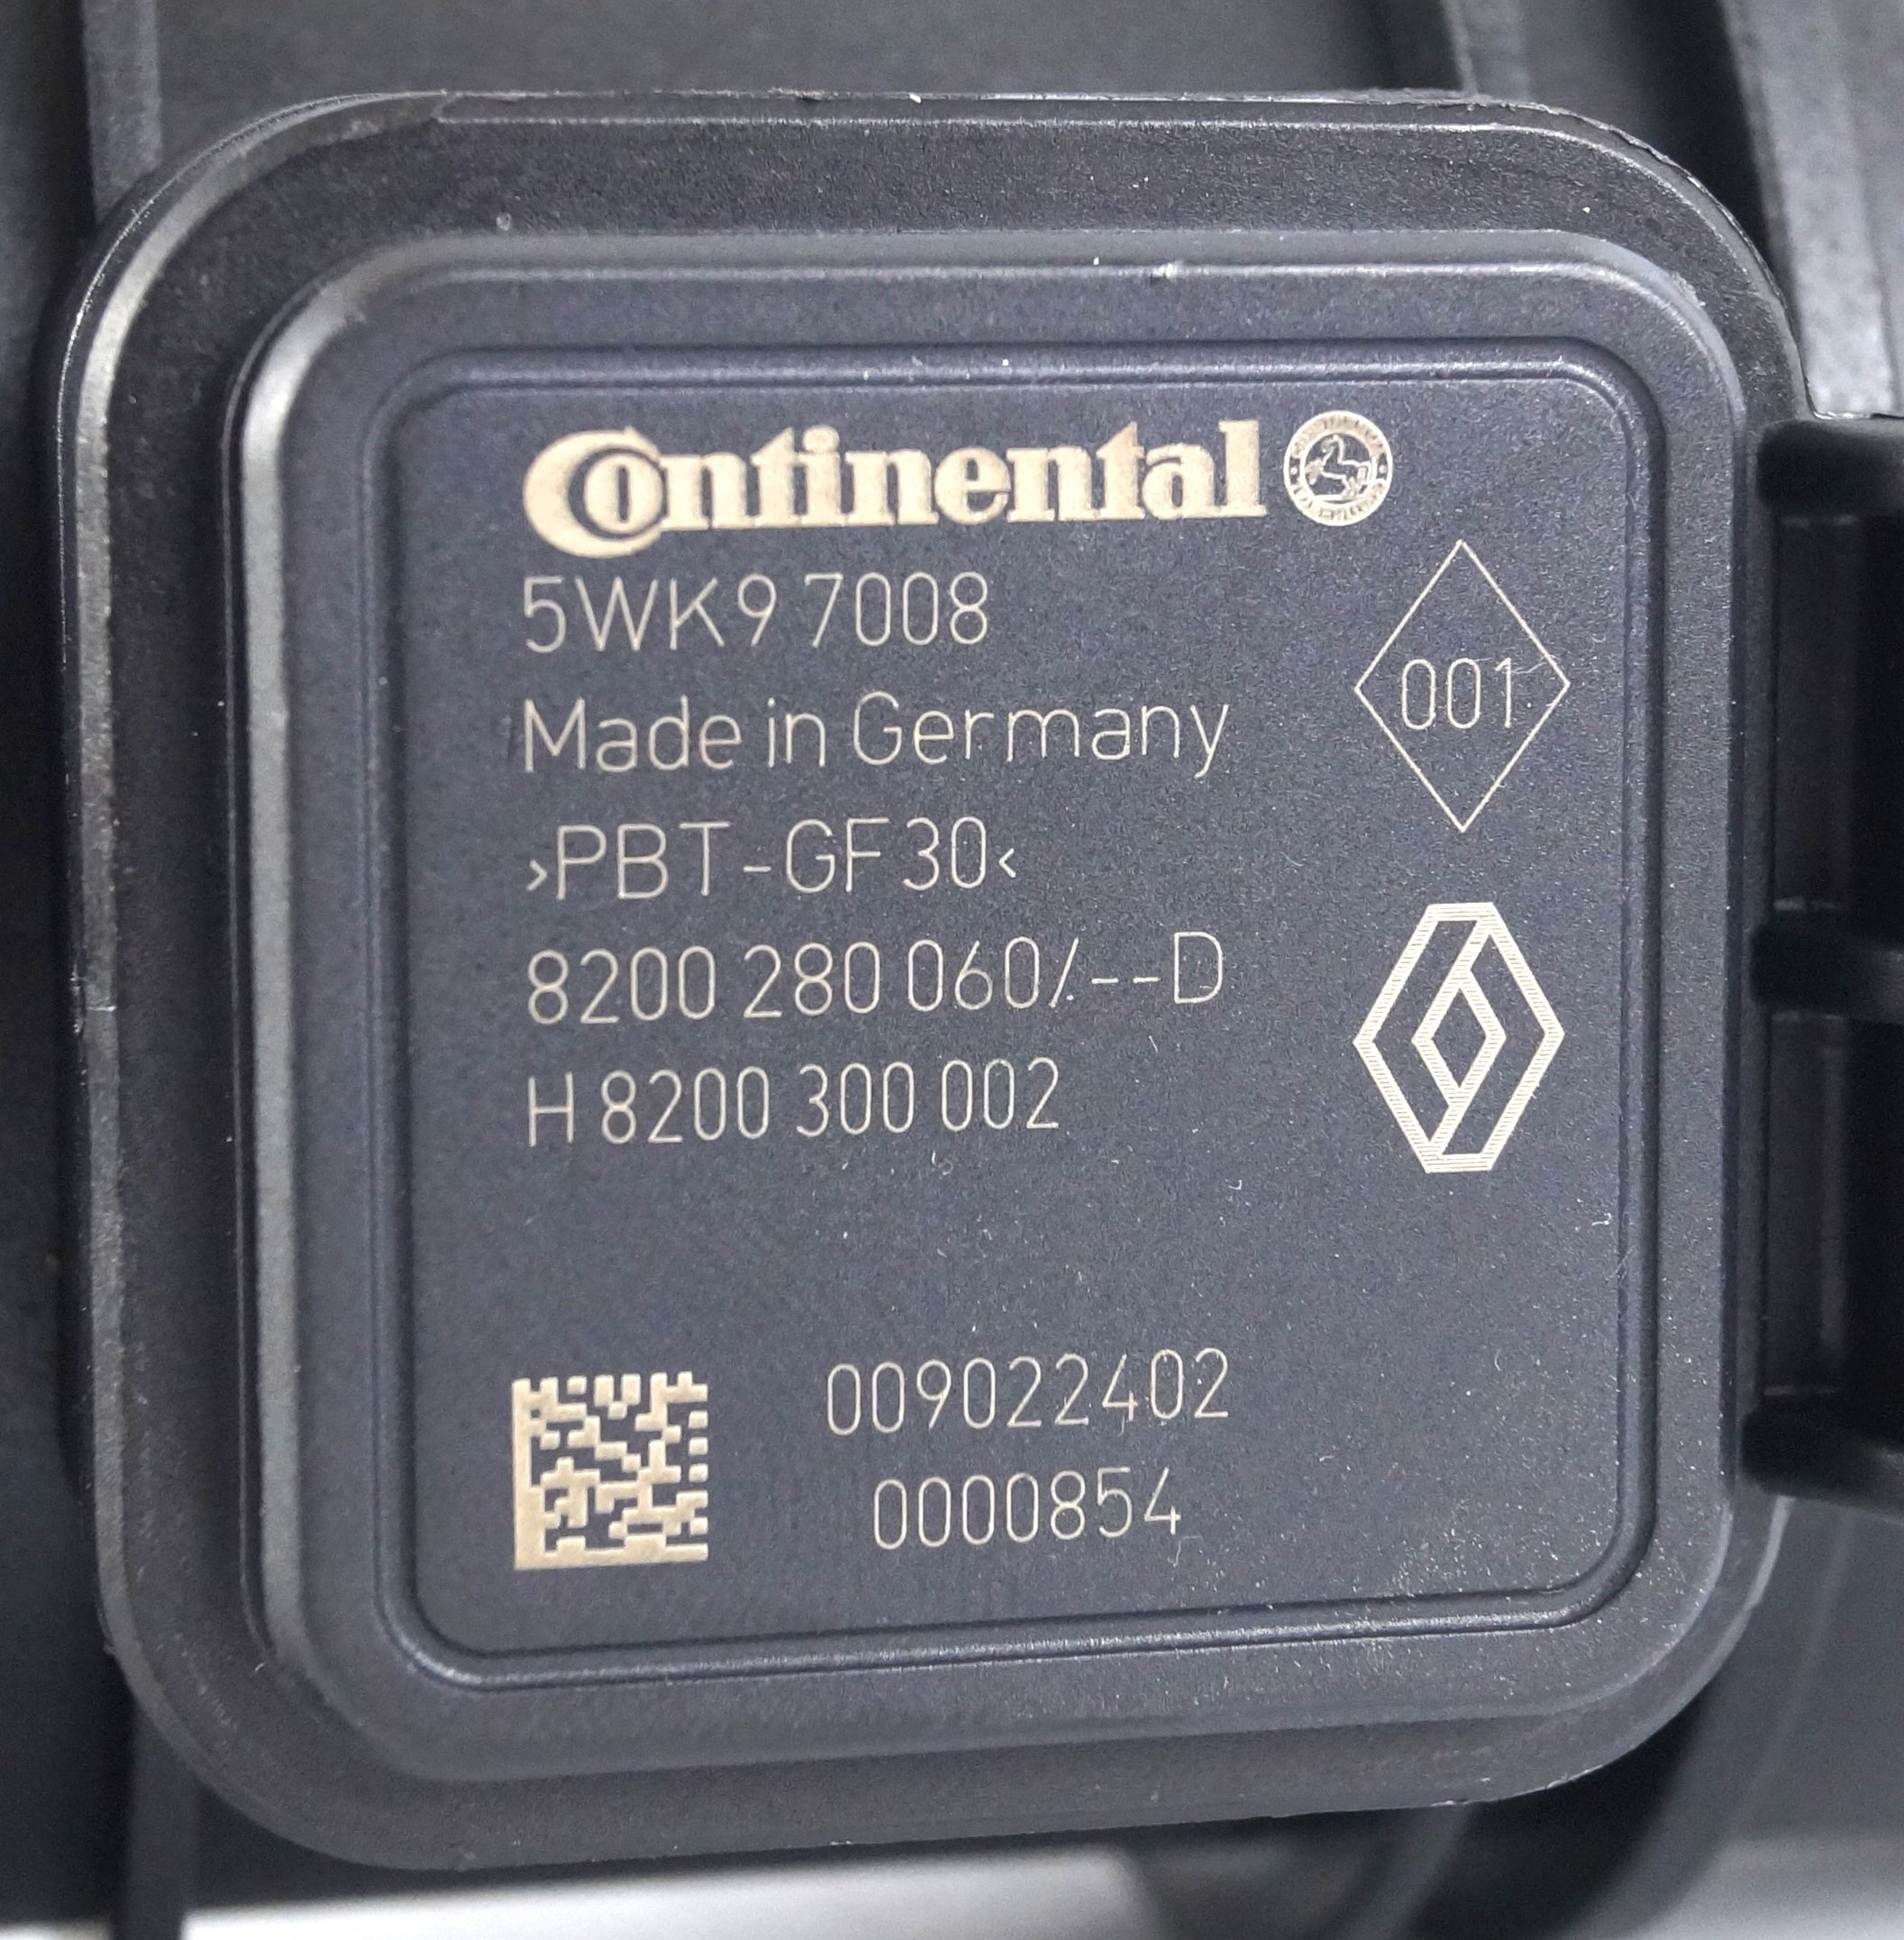 Continental
5WK9 7008
Made in Germany
001
>PBT-GF30<
8200 280 060/--D
H 8200 300 002
009022402
0000854